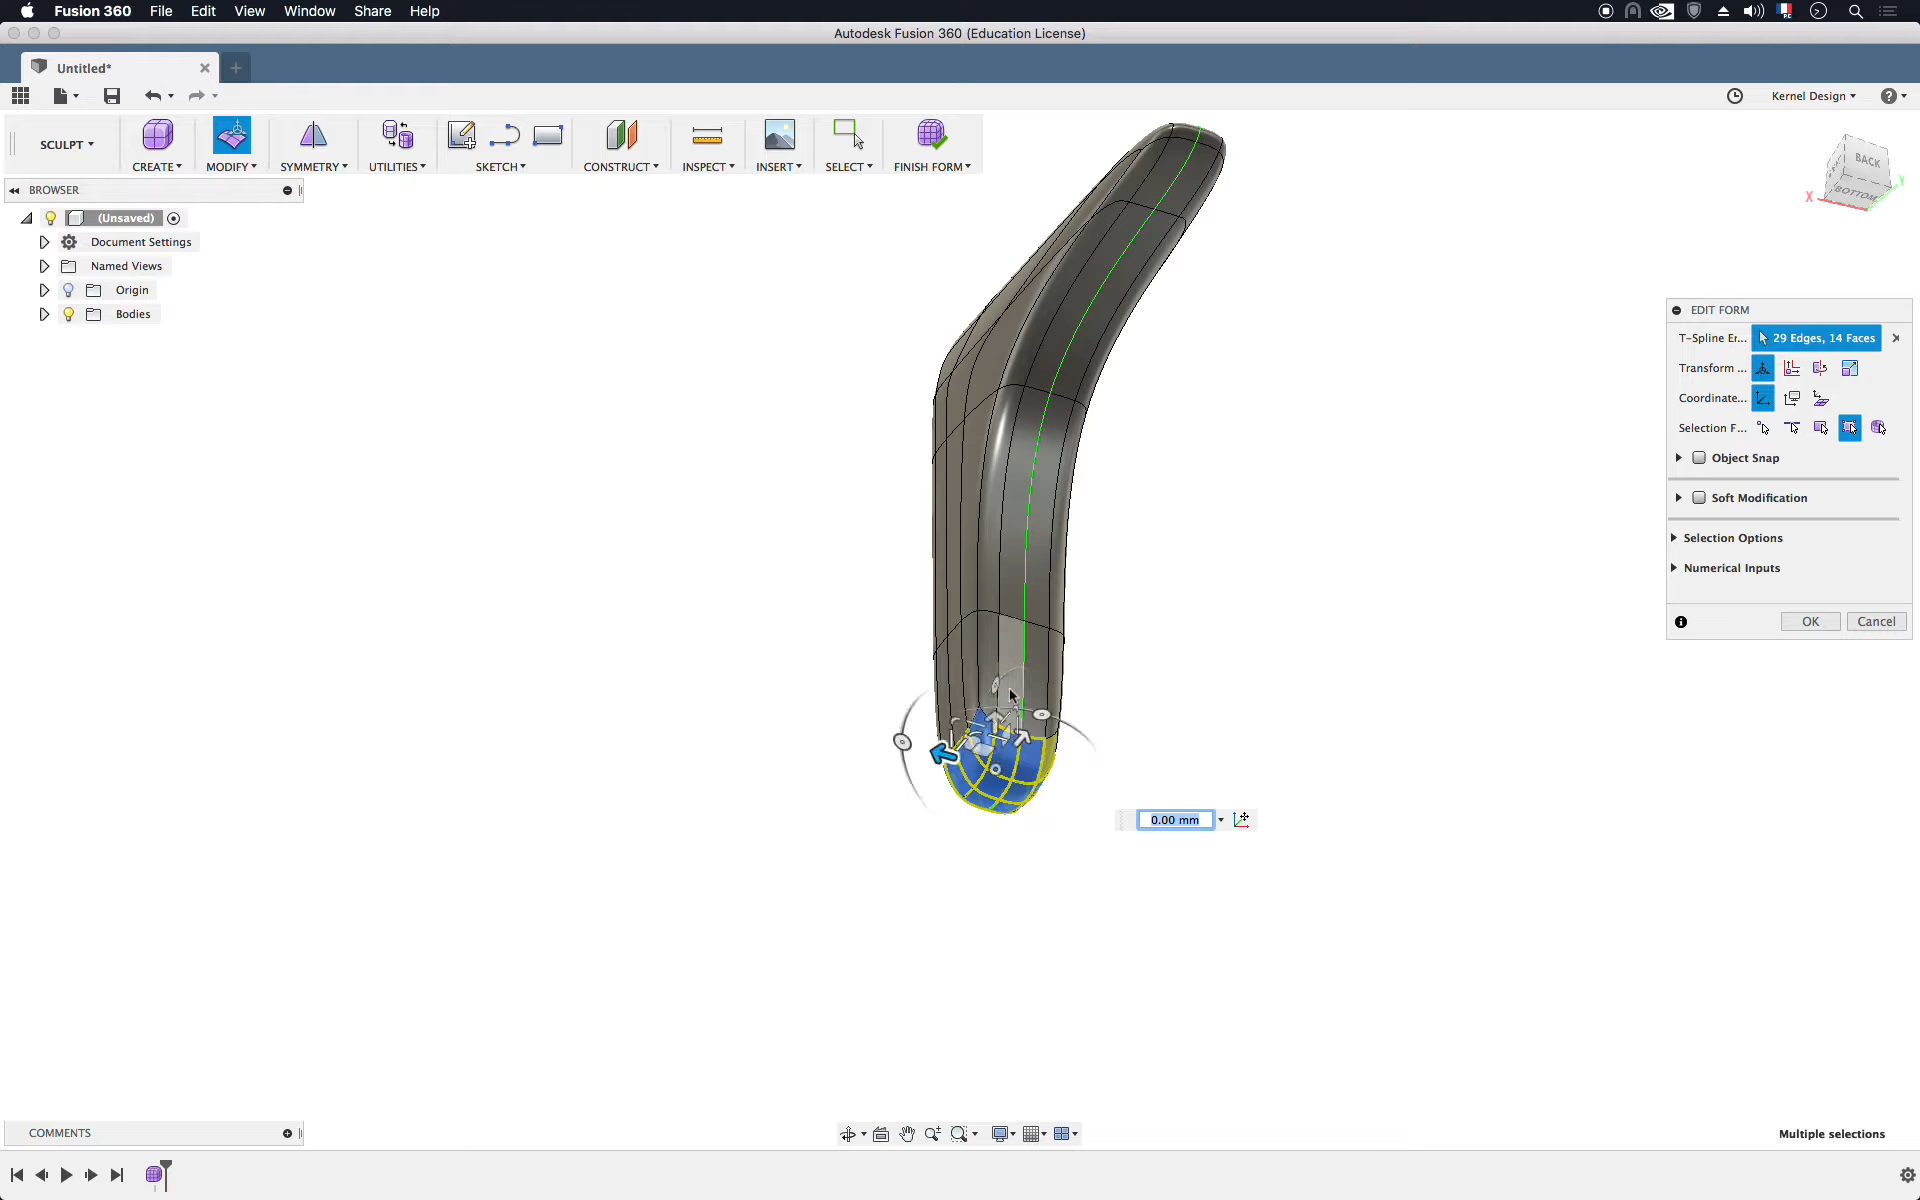 Fusion 360 File Edit View Window Share Help
Autodesk Fusion 360 (Education License)
Untitled*
Kernel Design
SCULPT
CREATE MODIFY SYMMETRY UTILITIES SKETCH CONSTRUCT INSPECT INSERT SELECT FINISH FORM
BACK
BOTTOM
X
Y
BROWSER
(Unsaved)
Document Settings
Named Views
Origin
Bodies
EDIT FORM
T-Spline Er... 29 Edges, 14 Faces
Transform ...
Coordinate...
Selection F...
Object Snap
Soft Modification
Selection Options
Numerical Inputs
OK Cancel
0.00 mm
COMMENTS
Multiple selections